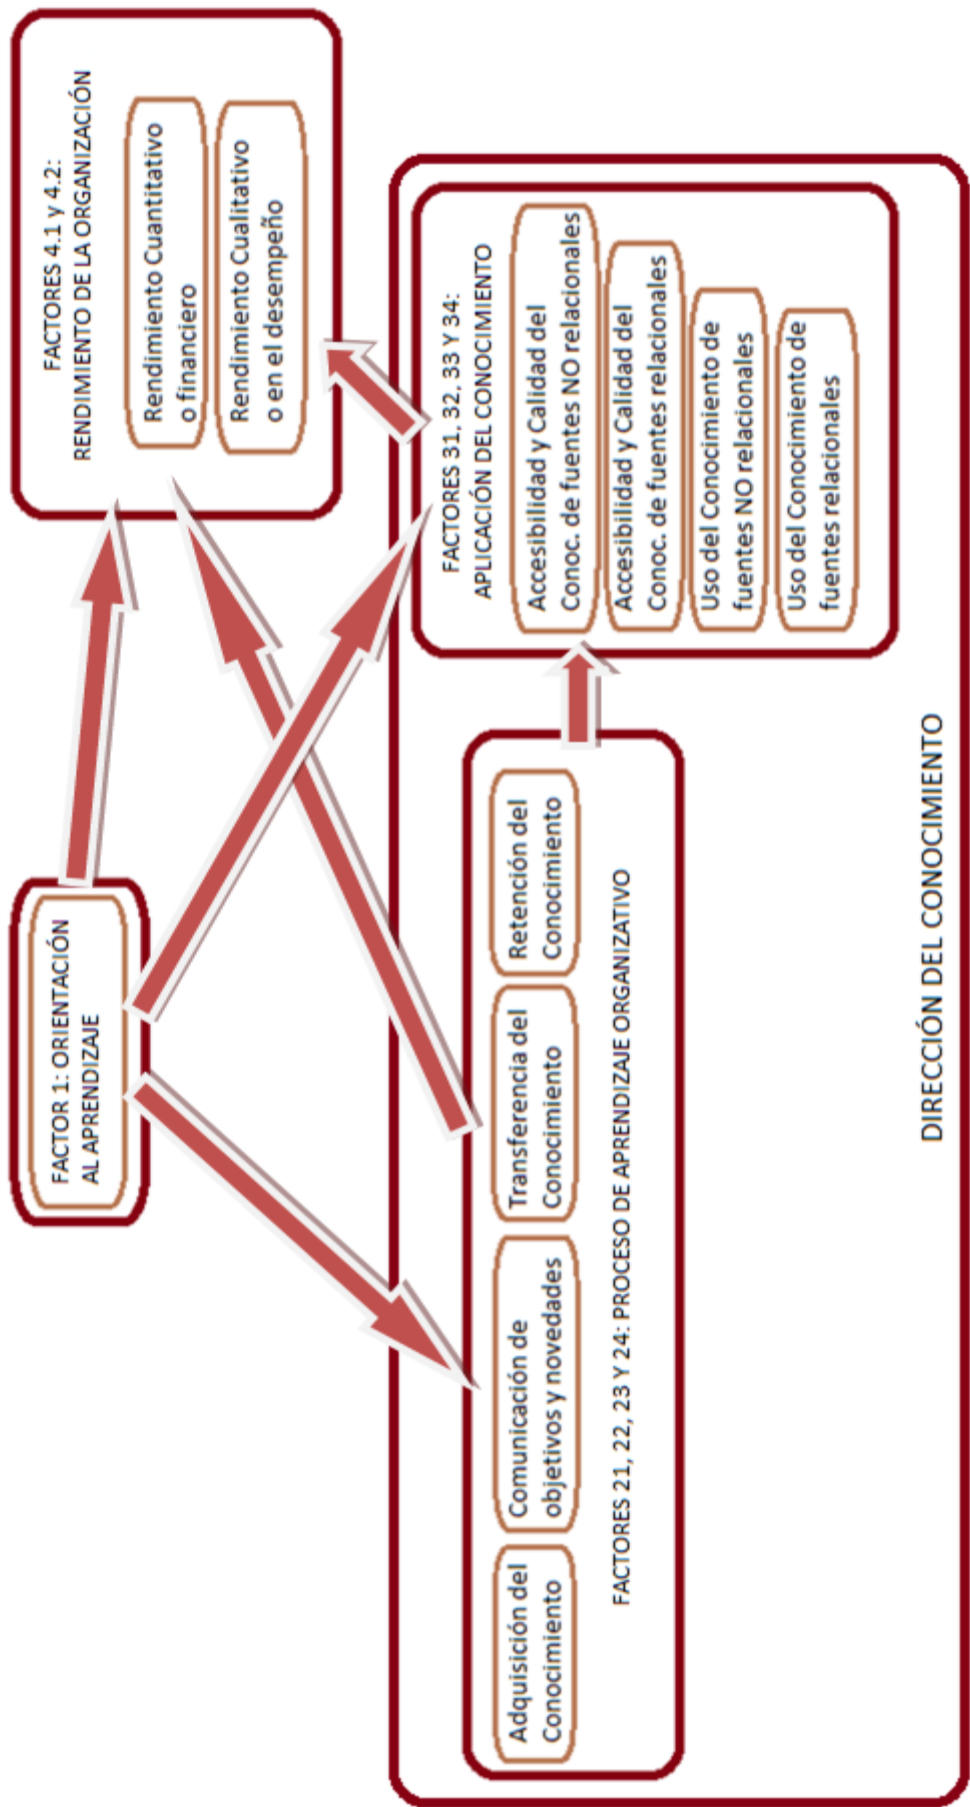 FACTOR 1: ORIENTACIÓN
AL APRENDIZAJE
FACTORES 4.1 y 4.2:
RENDIMIENTO DE LA ORGANIZACIÓN
Rendimiento Cuantitativo
o financiero
Rendimiento Cualitativo
o en el desempeño
FACTORES 31, 32, 33 Y 34:
APLICACIÓN DEL CONOCIMIENTO
Accesibilidad y Calidad del
Conoc. de fuentes NO relacionales
Accesibilidad y Calidad del
Conoc. de fuentes relacionales
Uso del Conocimiento de
fuentes NO relacionales
Uso del Conocimiento de
fuentes relacionales
Adquisición del
Conocimiento
Comunicación de
objetivos y novedades
Transferencia del
Conocimiento
Retención del
Conocimiento
FACTORES 21, 22, 23 Y 24: PROCESO DE APRENDIZAJE ORGANIZATIVO
DIRECCIÓN DEL CONOCIMIENTO